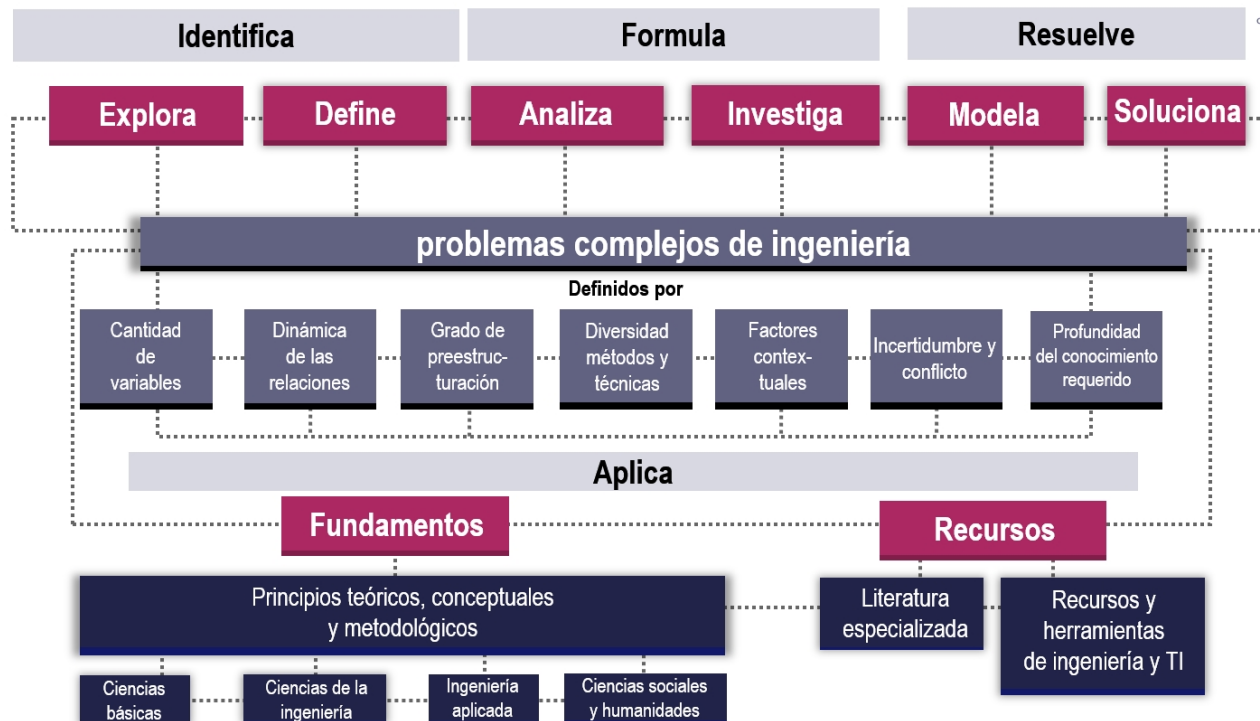 Identifica
Formula
Resuelve
Explora
Define
Analiza
Investiga
Modela
Soluciona
problemas complejos de ingeniería
Definidos por
Cantidad
de
variables
Dinámica
de las
relaciones
Grado de
preestruc-
turación
Diversidad
métodos y
técnicas
Factores
contex-
tuales
Incertidumbre y
conflicto
Profundidad
del conocimiento
requerido
Aplica
Fundamentos
Recursos
Principios teóricos, conceptuales
y metodológicos
Literatura
especializada
Recursos y
herramientas
de ingeniería y TI
Ciencias
básicas
Ciencias de la
ingeniería
Ingeniería
aplicada
Ciencias sociales
y humanidades